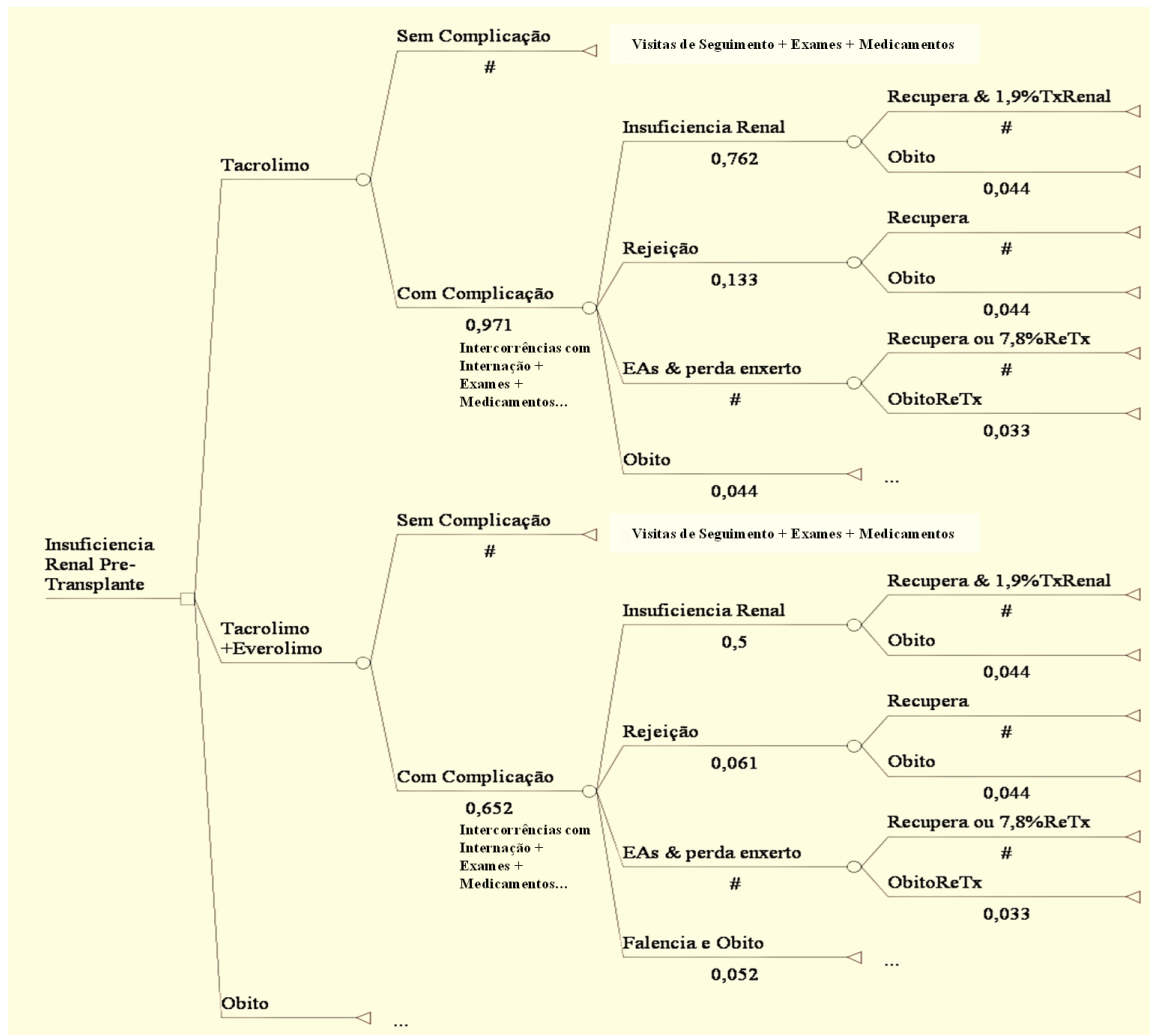 Sem Complicação
#
Visitas de Seguimento + Exames + Medicamentos
Tacrolimo
Com Complicação
0,971
Intercorrências com
Internação +
Exames +
Medicamentos...
Insuficiencia Renal
0,762
Recupera & 1,9%TxRenal
#
Obito
0,044
Rejeição
0,133
Recupera
#
Obito
0,044
EAs & perda enxerto
#
Recupera ou 7,8%ReTx
#
ObitoReTx
0,033
Obito
0,044
...
Insuficiencia
Renal Pre-
Transplante
Tacrolimo
+Everolimo
Sem Complicação
#
Visitas de Seguimento + Exames + Medicamentos
Com Complicação
0,652
Intercorrências com
Internação +
Exames +
Medicamentos...
Insuficiencia Renal
0,5
Recupera & 1,9%TxRenal
#
Obito
0,044
Rejeição
0,061
Recupera
#
Obito
0,044
EAs & perda enxerto
#
Recupera ou 7,8%ReTx
#
ObitoReTx
0,033
Falencia e Obito
0,052
...
Obito
...